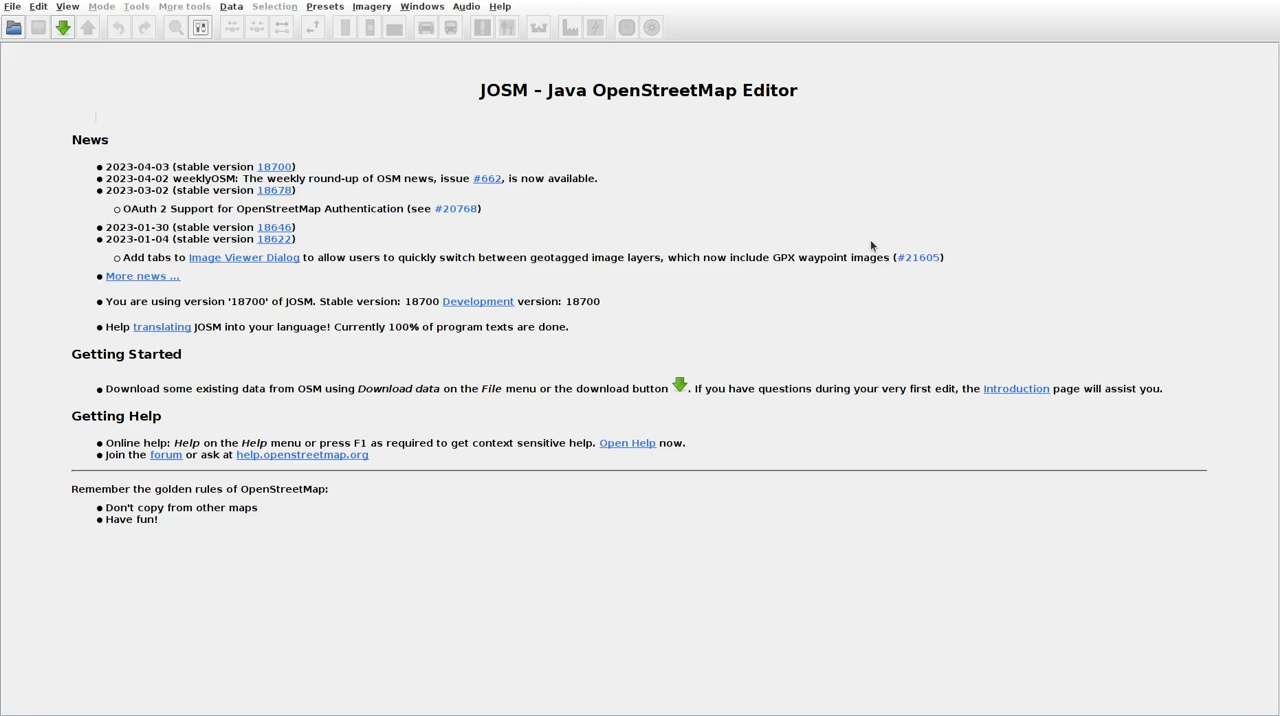 File Edit View Mode Tools More tools Data Selection Presets Imagery Windows Audio Help
JOSM – Java OpenStreetMap Editor
News
2023-04-03 (stable version 18700)
2023-04-02 weeklyOSM: The weekly round-up of OSM news, issue #662, is now available.
2023-03-02 (stable version 18678)
OAuth 2 Support for OpenStreetMap Authentication (see #20768)
2023-01-30 (stable version 18646)
2023-01-04 (stable version 18622)
Add tabs to Image Viewer Dialog to allow users to quickly switch between geotagged image layers, which now include GPX waypoint images (#21605)
More news ...
You are using version '18700' of JOSM. Stable version: 18700 Development version: 18700
Help translating JOSM into your language! Currently 100% of program texts are done.
Getting Started
Download some existing data from OSM using Download data on the File menu or the download button . If you have questions during your very first edit, the Introduction page will assist you.
Getting Help
Online help: Help on the Help menu or press F1 as required to get context sensitive help. Open Help now.
Join the forum or ask at help.openstreetmap.org
Remember the golden rules of OpenStreetMap:
Don't copy from other maps
Have fun!